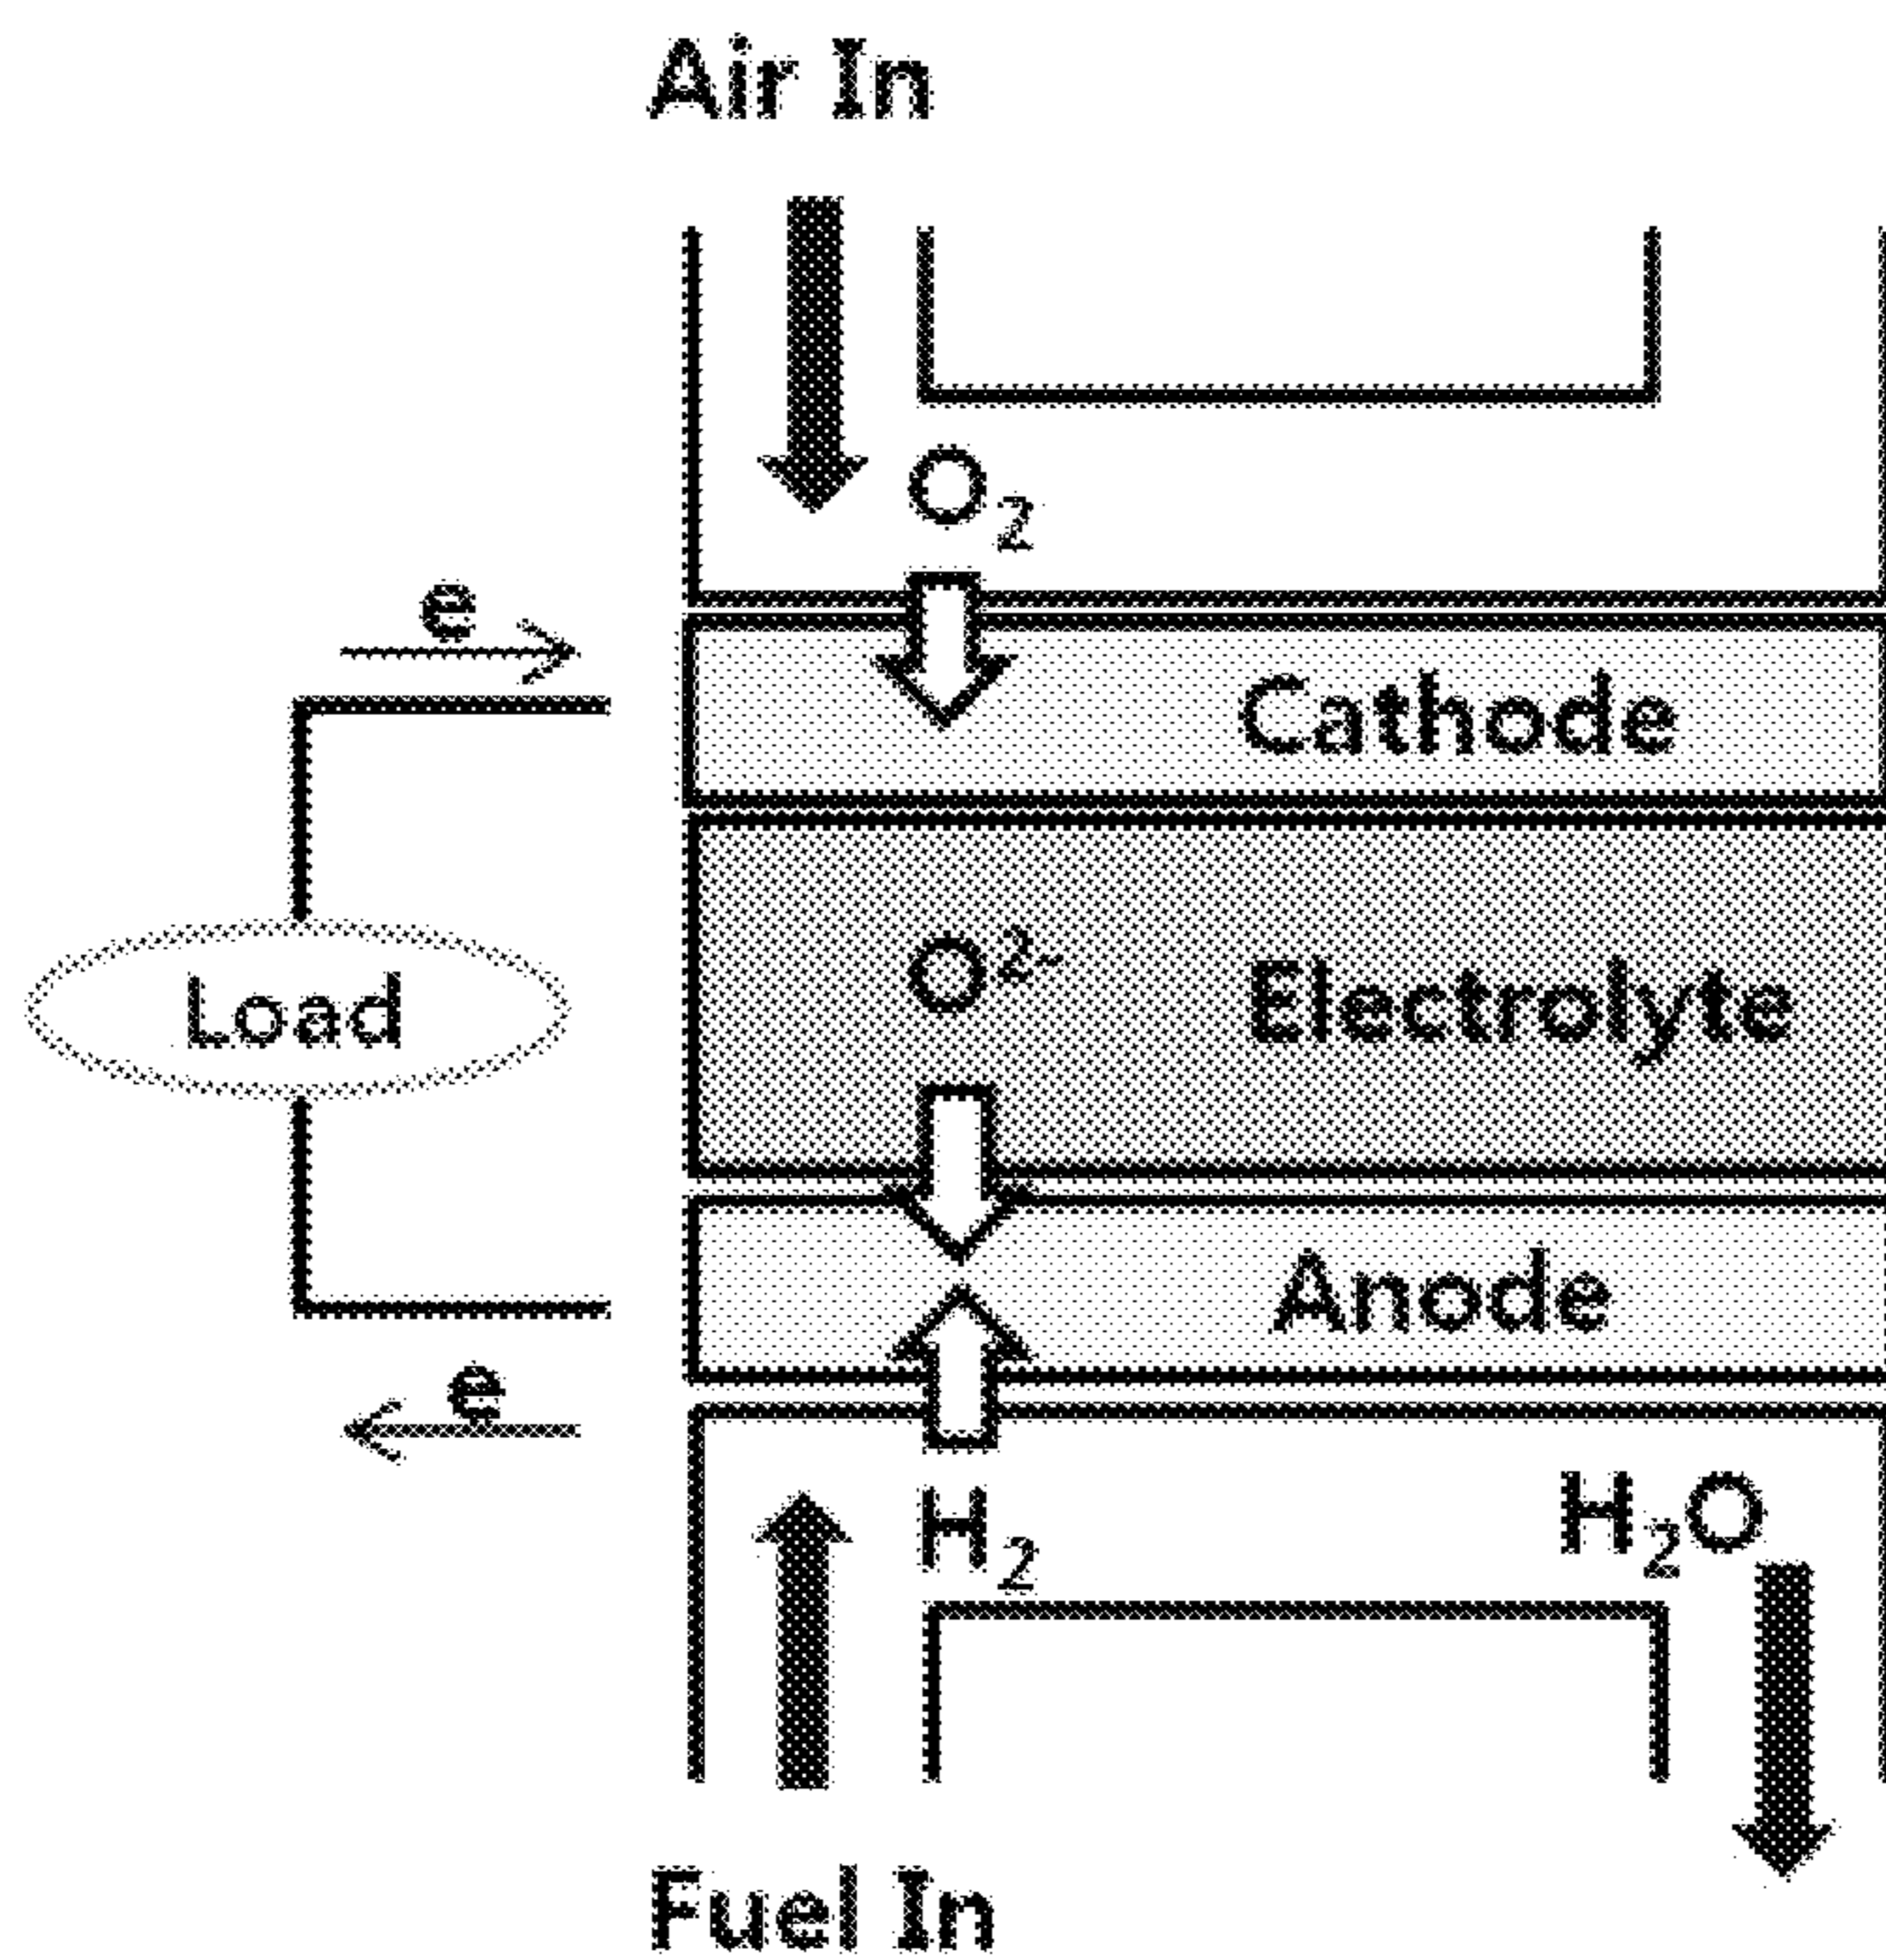 Air In
O₂
e
Cathode
O²⁻
Electrolyte
Load
Anode
e
H₂
H₂O
Fuel In